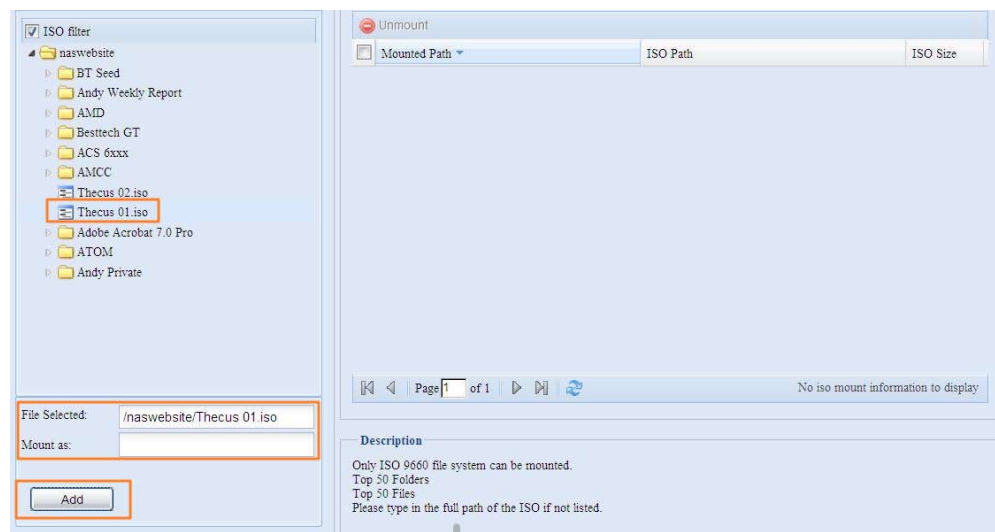 ISO filter
naswebsite
BT Seed
Andy Weekly Report
AMD
Besttech GT
ACS 6xxx
AMCC
Thecus 02.iso
Thecus 01.iso
Adobe Acrobat 7.0 Pro
ATOM
Andy Private
File Selected: /naswebsite/Thecus 01.iso
Mount as:
Add
Unmount
Mounted Path ISO Path ISO Size
Page 1 of 1 No iso mount information to display
Description
Only ISO 9660 file system can be mounted.
Top 50 Folders
Top 50 Files
Please type in the full path of the ISO if not listed.